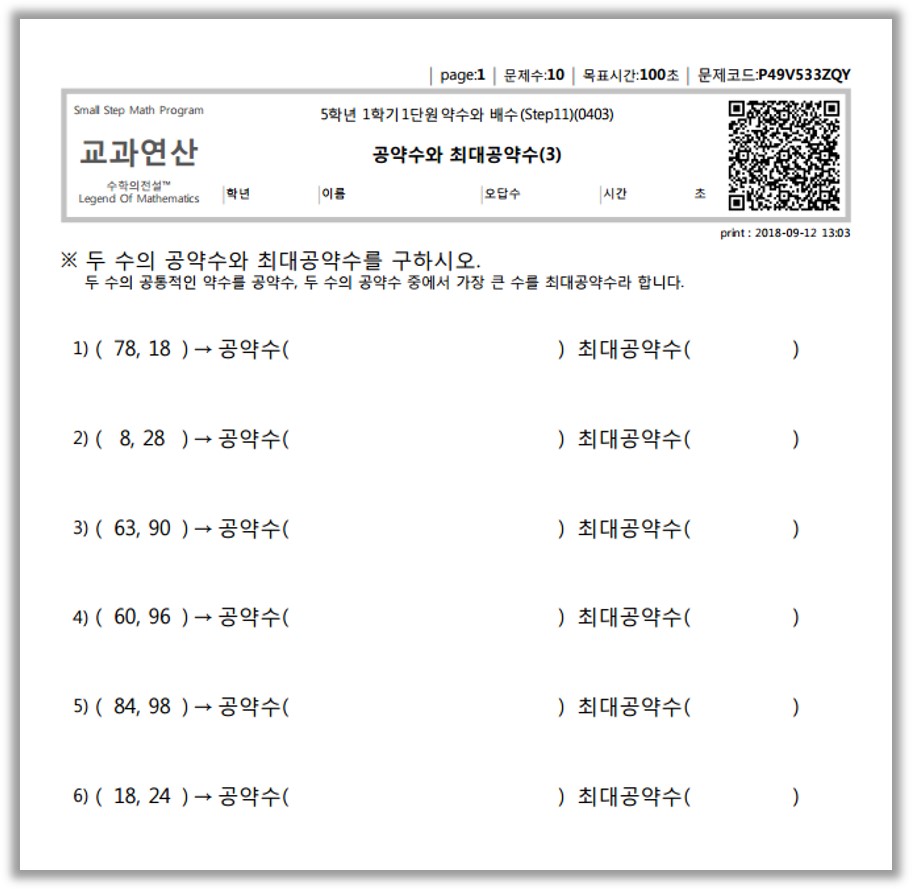 page:1 | 문제수:10 | 목표시간:100초 | 문제코드:P49V533ZQY
Small Step Math Program
5학년 1학기1단원약수와 배수(Step11)(0403)
교과연산
공약수와 최대공약수(3)
수학의전설™
Legend Of Mathematics
학년 이름 오답수 시간 초
print : 2018-09-12 13:03
※ 두 수의 공약수와 최대공약수를 구하시오.
두 수의 공통적인 약수를 공약수, 두 수의 공약수 중에서 가장 큰 수를 최대공약수라 합니다.
1) ( 78, 18 ) → 공약수( ) 최대공약수( )
2) ( 8, 28 ) → 공약수( ) 최대공약수( )
3) ( 63, 90 ) → 공약수( ) 최대공약수( )
4) ( 60, 96 ) → 공약수( ) 최대공약수( )
5) ( 84, 98 ) → 공약수( ) 최대공약수( )
6) ( 18, 24 ) → 공약수( ) 최대공약수( )